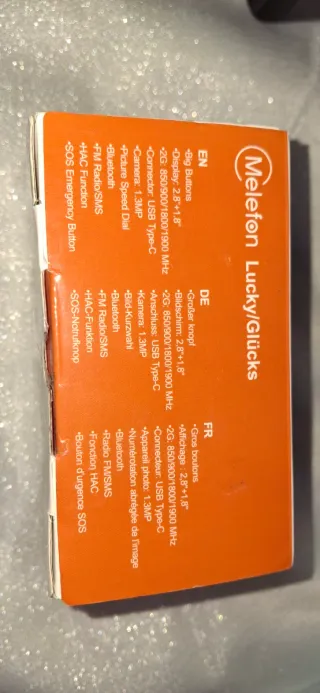 Melefon Lucky/Glücks
EN
•Big Buttons
•Display: 2,8"+1,8"
•2G: 850/900/1800/1900 MHz
•Connector: USB Type-C
•Camera: 1.3MP
•Picture Speed Dial
•Bluetooth
•FM Radio/SMS
•HAC Function
•SOS Emergency Button
DE
•Großer knopf
•Bildschirm: 2,8"+1,8"
•2G: 850/900/1800/1900 MHz
•Anschluss: USB Type-C
•Kamera: 1.3MP
•Bild-Kurzwahl
•Bluetooth
•FM Radio/SMS
•HAC-Funktion
•SOS-Notrufknop
FR
•Gros boutons
•Affichage : 2,8"+1,8"
•2G: 850/900/1800/1900 MHz
•Connecteur: USB Type-C
•Appareil photo: 1.3MP
•Numérotation abrégée de l'image
•Bluetooth
•Radio FM/SMS
•Fonction HAC
•Bouton d'urgence SOS